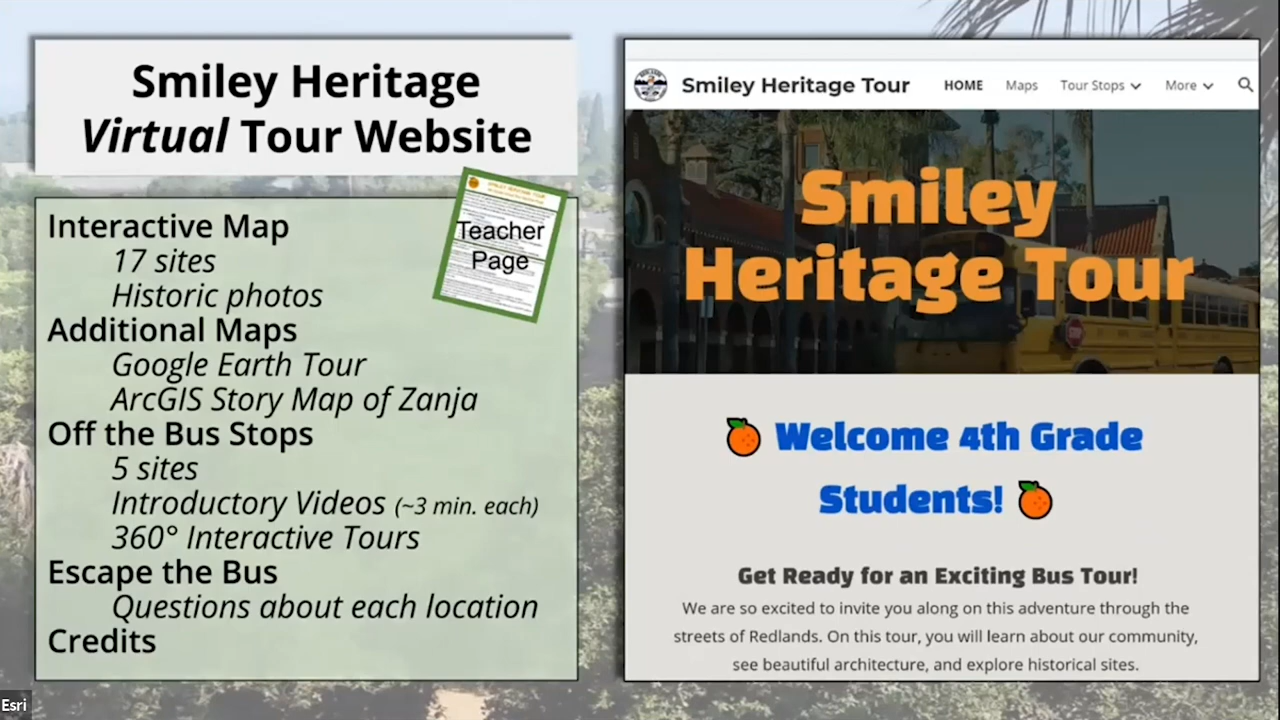 Smiley Heritage
Virtual Tour Website
Interactive Map
17 sites
Historic photos
Additional Maps
Google Earth Tour
ArcGIS Story Map of Zanja
Off the Bus Stops
5 sites
Introductory Videos (~3 min. each)
360° Interactive Tours
Escape the Bus
Questions about each location
Credits
SMILEY HERITAGE TOUR
Teacher
Page
Smiley Heritage Tour
HOME
Maps
Tour Stops
More
Smiley
Heritage Tour
Welcome 4th Grade
Students!
Get Ready for an Exciting Bus Tour!
We are so excited to invite you along on this adventure through the
streets of Redlands. On this tour, you will learn about our community,
see beautiful architecture, and explore historical sites.
Esri